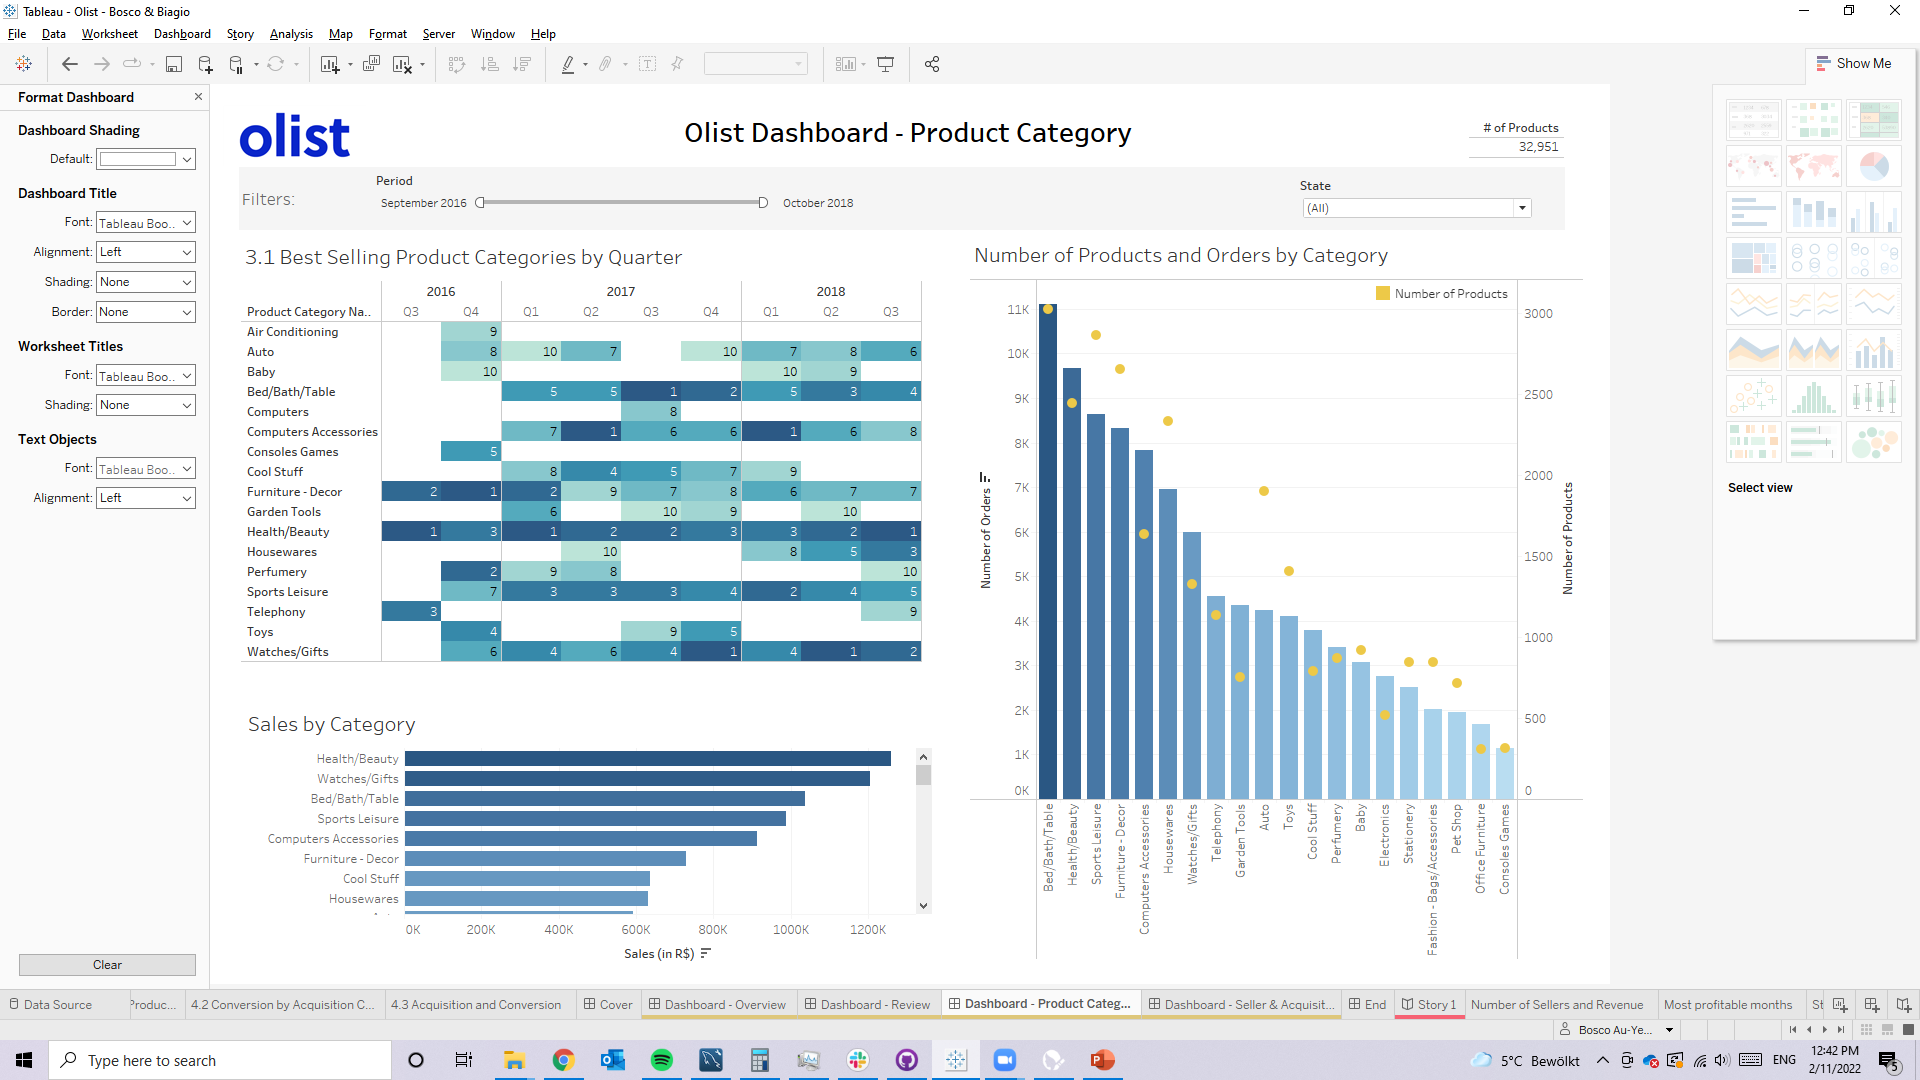 Tableau - Olist - Bosco & Biagio
File Data Worksheet Dashboard Story Analysis Map Format Server Window Help
Show Me
Format Dashboard
Dashboard Shading
Default:
Dashboard Title
Font: Tableau Boo..
Alignment: Left
Shading: None
Border: None
Worksheet Titles
Font: Tableau Boo..
Shading: None
Text Objects
Font: Tableau Boo..
Alignment: Left
Clear
olist
Olist Dashboard - Product Category
# of Products
32,951
Filters:
Period
September 2016 October 2018
State
(All)
3.1 Best Selling Product Categories by Quarter
2016 2017 2018
Product Category Na.. Q3 Q4 Q1 Q2 Q3 Q4 Q1 Q2 Q3
Air Conditioning 9
Auto 8 10 7 10 7 8 6
Baby 10 10 9
Bed/Bath/Table 5 5 1 2 5 3 4
Computers 8
Computers Accessories 7 1 6 6 1 6 8
Consoles Games 5
Cool Stuff 8 4 5 7 9
Furniture - Decor 2 1 2 9 7 8 6 7 7
Garden Tools 6 10 9 10
Health/Beauty 1 3 1 2 2 3 3 2 1
Housewares 10 8 5 3
Perfumery 2 9 8 10
Sports Leisure 7 3 3 3 4 2 4 5
Telephony 3 9
Toys 4 9 5
Watches/Gifts 6 4 6 4 1 4 1 2
Sales by Category
Health/Beauty
Watches/Gifts
Bed/Bath/Table
Sports Leisure
Computers Accessories
Furniture - Decor
Cool Stuff
Housewares
0K 200K 400K 600K 800K 1000K 1200K
Sales (in R$)
Number of Products and Orders by Category
Number of Products
11K
10K
9K
8K
7K
6K
5K
4K
3K
2K
1K
0K
Number of Orders
3000
2500
2000
1500
1000
500
0
Number of Products
Bed/Bath/Table
Health/Beauty
Sports Leisure
Furniture - Decor
Computers Accessories
Housewares
Watches/Gifts
Telephony
Garden Tools
Auto
Toys
Cool Stuff
Perfumery
Baby
Electronics
Stationery
Fashion - Bags/Accessories
Pet Shop
Office Furniture
Consoles Games
Select view
Data Source Produc... 4.2 Conversion by Acquisition C... 4.3 Acquisition and Conversion Cover Dashboard - Overview Dashboard - Review Dashboard - Product Categ... Dashboard - Seller & Acquisit... End Story 1 Number of Sellers and Revenue Most profitable months St
Bosco Au-Ye...
Type here to search
5°C Bewölkt
ENG
12:42 PM
2/11/2022
5